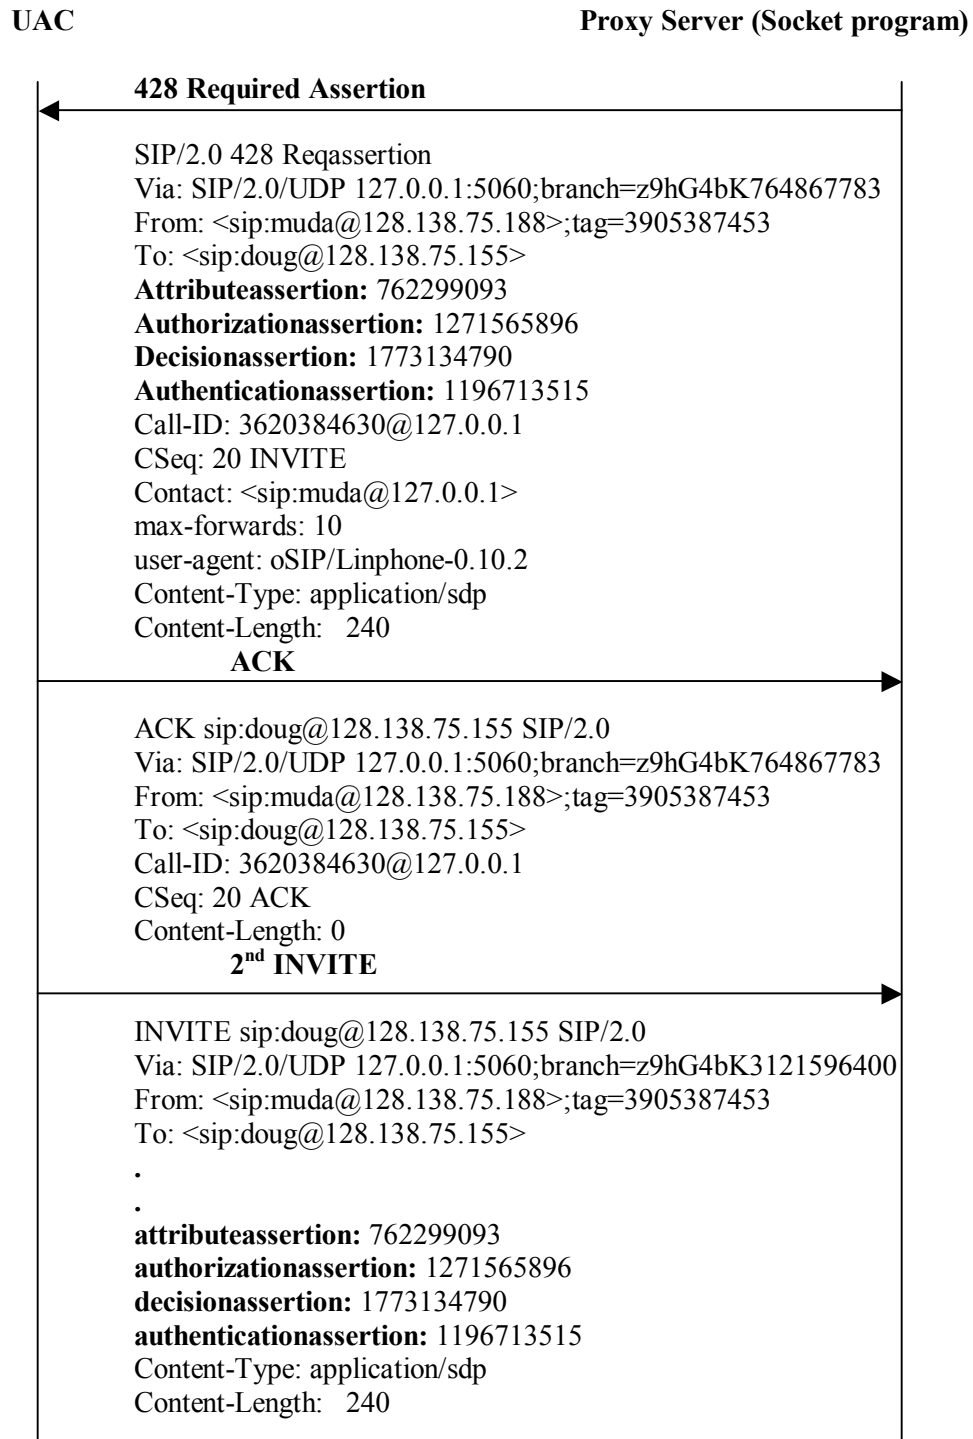 UAC Proxy Server (Socket program)
428 Required Assertion
SIP/2.0 428 Reqassertion
Via: SIP/2.0/UDP 127.0.0.1:5060;branch=z9hG4bK764867783
From: <sip:muda@128.138.75.188>;tag=3905387453
To: <sip:doug@128.138.75.155>
Attributeassertion: 762299093
Authorizationassertion: 1271565896
Decisionassertion: 1773134790
Authenticationassertion: 1196713515
Call-ID: 3620384630@127.0.0.1
CSeq: 20 INVITE
Contact: <sip:muda@127.0.0.1>
max-forwards: 10
user-agent: oSIP/Linphone-0.10.2
Content-Type: application/sdp
Content-Length:   240
ACK
ACK sip:doug@128.138.75.155 SIP/2.0
Via: SIP/2.0/UDP 127.0.0.1:5060;branch=z9hG4bK764867783
From: <sip:muda@128.138.75.188>;tag=3905387453
To: <sip:doug@128.138.75.155>
Call-ID: 3620384630@127.0.0.1
CSeq: 20 ACK
Content-Length: 0
2nd INVITE
INVITE sip:doug@128.138.75.155 SIP/2.0
Via: SIP/2.0/UDP 127.0.0.1:5060;branch=z9hG4bK3121596400
From: <sip:muda@128.138.75.188>;tag=3905387453
To: <sip:doug@128.138.75.155>
.
.
attributeassertion: 762299093
authorizationassertion: 1271565896
decisionassertion: 1773134790
authenticationassertion: 1196713515
Content-Type: application/sdp
Content-Length:   240